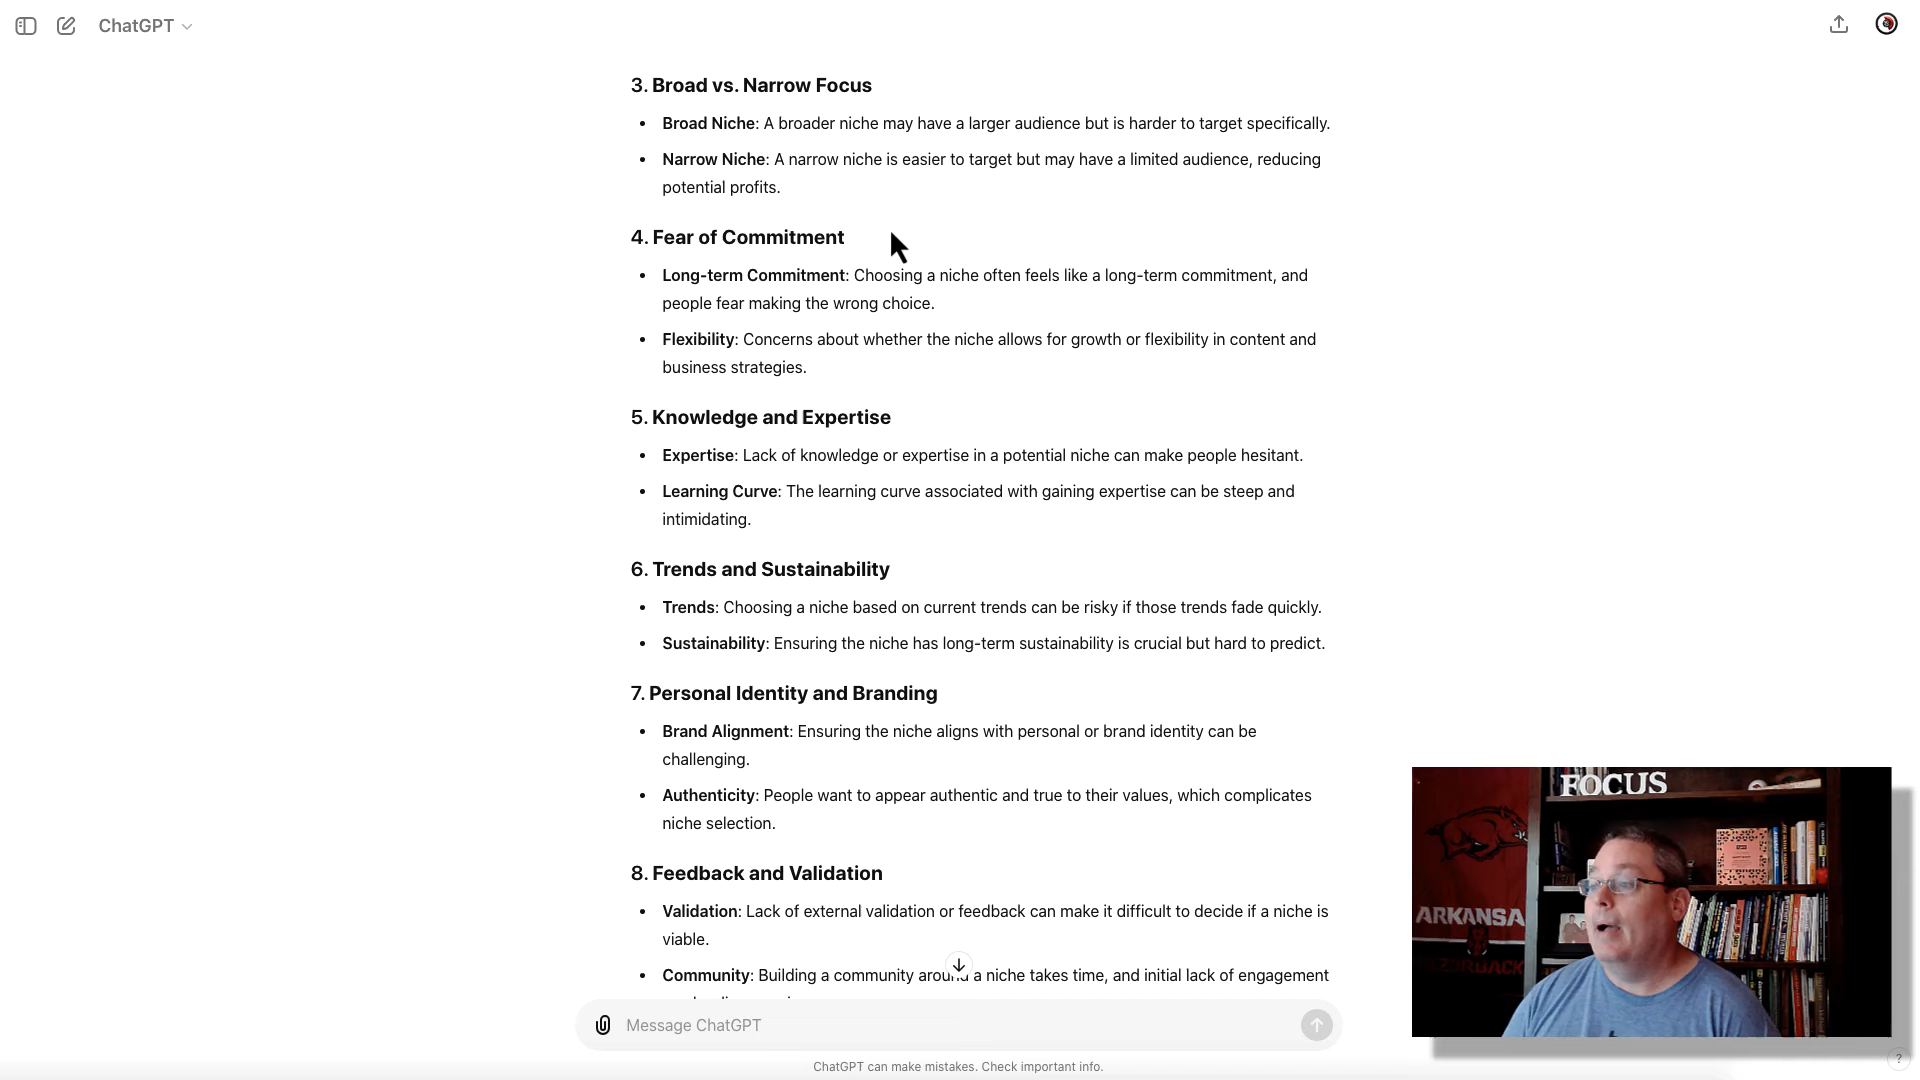 ChatGPT
3. Broad vs. Narrow Focus
• Broad Niche: A broader niche may have a larger audience but is harder to target specifically.
• Narrow Niche: A narrow niche is easier to target but may have a limited audience, reducing
potential profits.
4. Fear of Commitment
• Long-term Commitment: Choosing a niche often feels like a long-term commitment, and
people fear making the wrong choice.
• Flexibility: Concerns about whether the niche allows for growth or flexibility in content and
business strategies.
5. Knowledge and Expertise
• Expertise: Lack of knowledge or expertise in a potential niche can make people hesitant.
• Learning Curve: The learning curve associated with gaining expertise can be steep and
intimidating.
6. Trends and Sustainability
• Trends: Choosing a niche based on current trends can be risky if those trends fade quickly.
• Sustainability: Ensuring the niche has long-term sustainability is crucial but hard to predict.
7. Personal Identity and Branding
• Brand Alignment: Ensuring the niche aligns with personal or brand identity can be
challenging.
• Authenticity: People want to appear authentic and true to their values, which complicates
niche selection.
8. Feedback and Validation
• Validation: Lack of external validation or feedback can make it difficult to decide if a niche is
viable.
• Community: Building a community around a niche takes time, and initial lack of engagement
Message ChatGPT
ChatGPT can make mistakes. Check important info.
?
FOCUS
ARKANSA